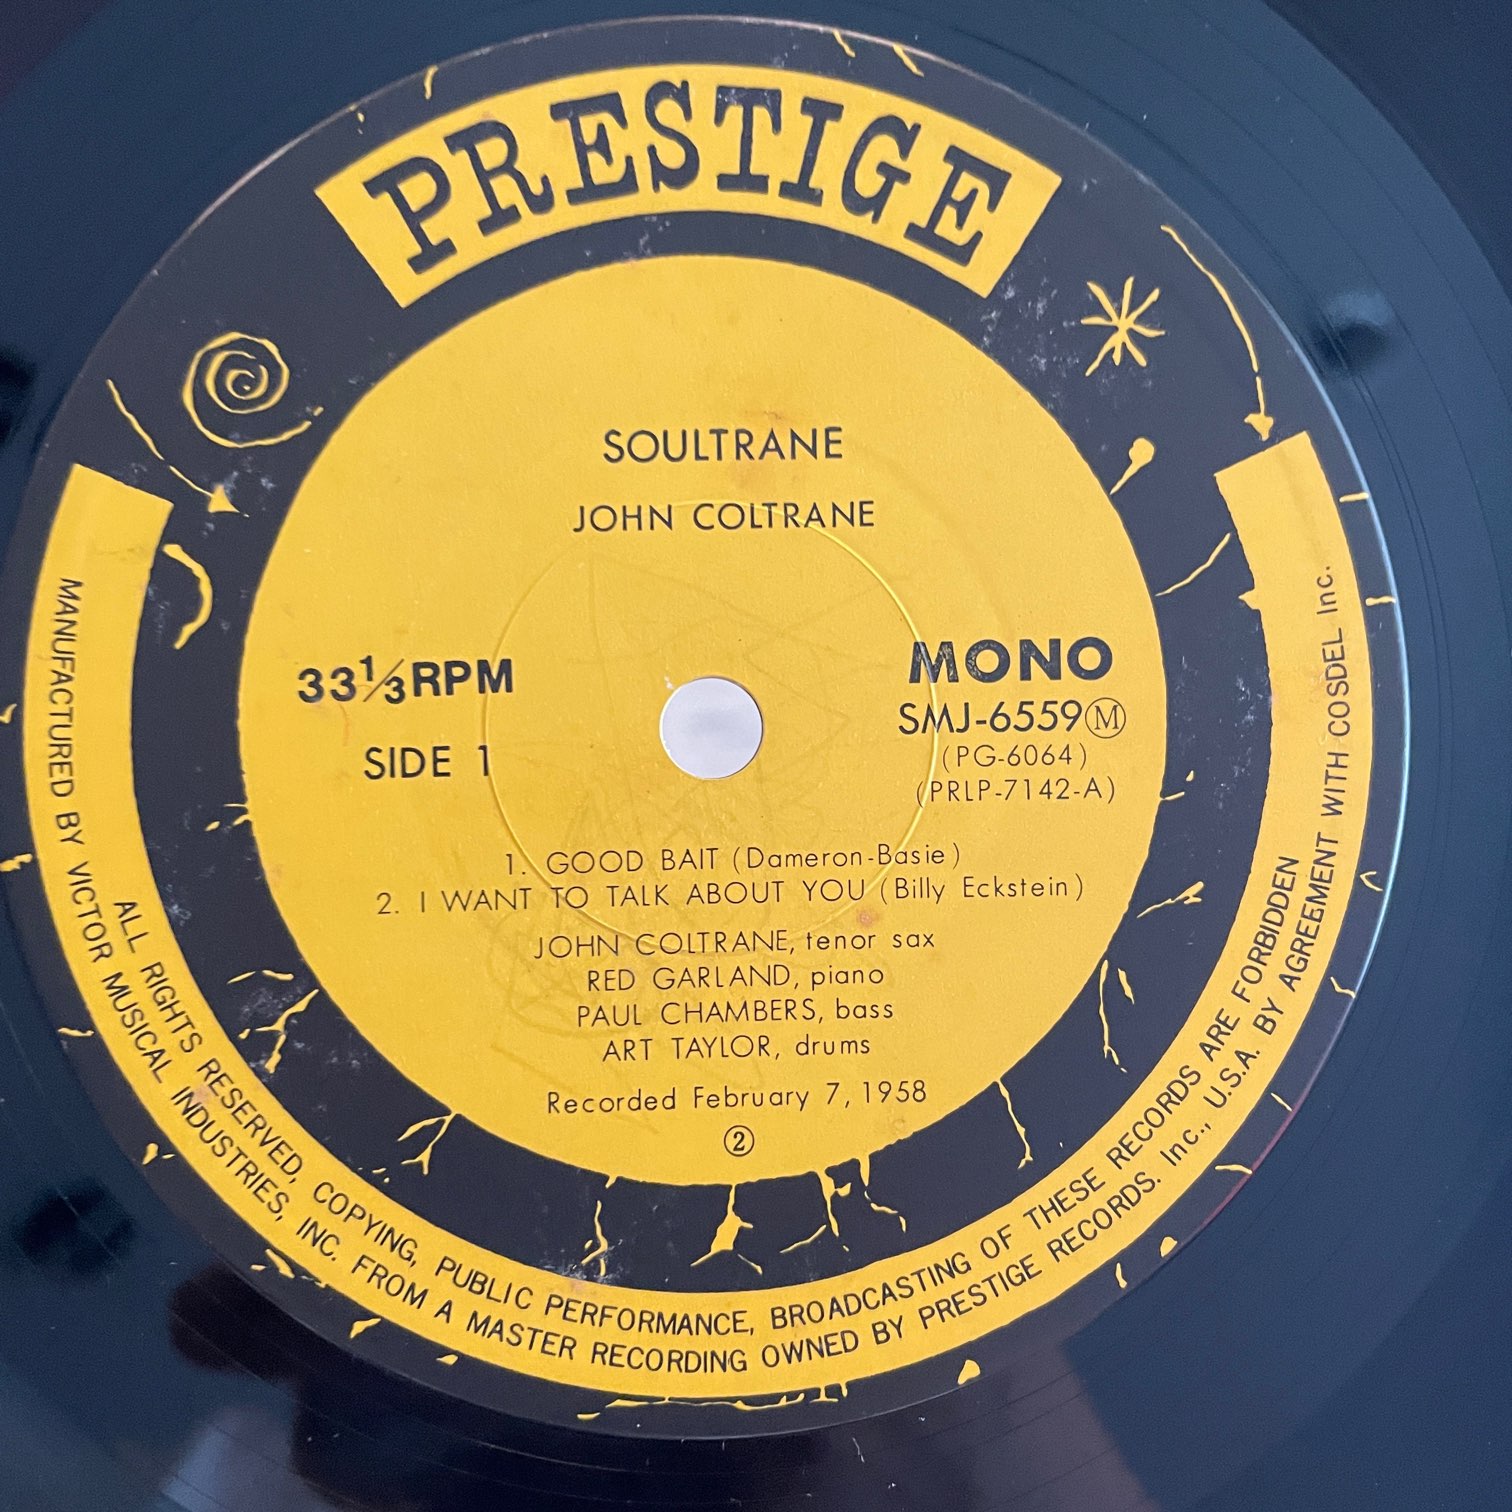 PRESTIGE
SOULTRANE
JOHN COLTRANE
33⅓RPM
SIDE 1
MONO
SMJ-6559Ⓜ
(PG-6064)
(PRLP-7142-A)
1. GOOD BAIT (Dameron-Basie)
2. I WANT TO TALK ABOUT YOU (Billy Eckstein)
JOHN COLTRANE, tenor sax
RED GARLAND, piano
PAUL CHAMBERS, bass
ART TAYLOR, drums
Recorded February 7, 1958
②
ALL RIGHTS RESERVED, COPYING, PUBLIC PERFORMANCE, BROADCASTING OF THESE RECORDS ARE FORBIDDEN
MANUFACTURED BY VICTOR MUSICAL INDUSTRIES, INC. FROM A MASTER RECORDING OWNED BY PRESTIGE RECORDS. Inc., U.S.A. BY AGREEMENT WITH COSDEL Inc.